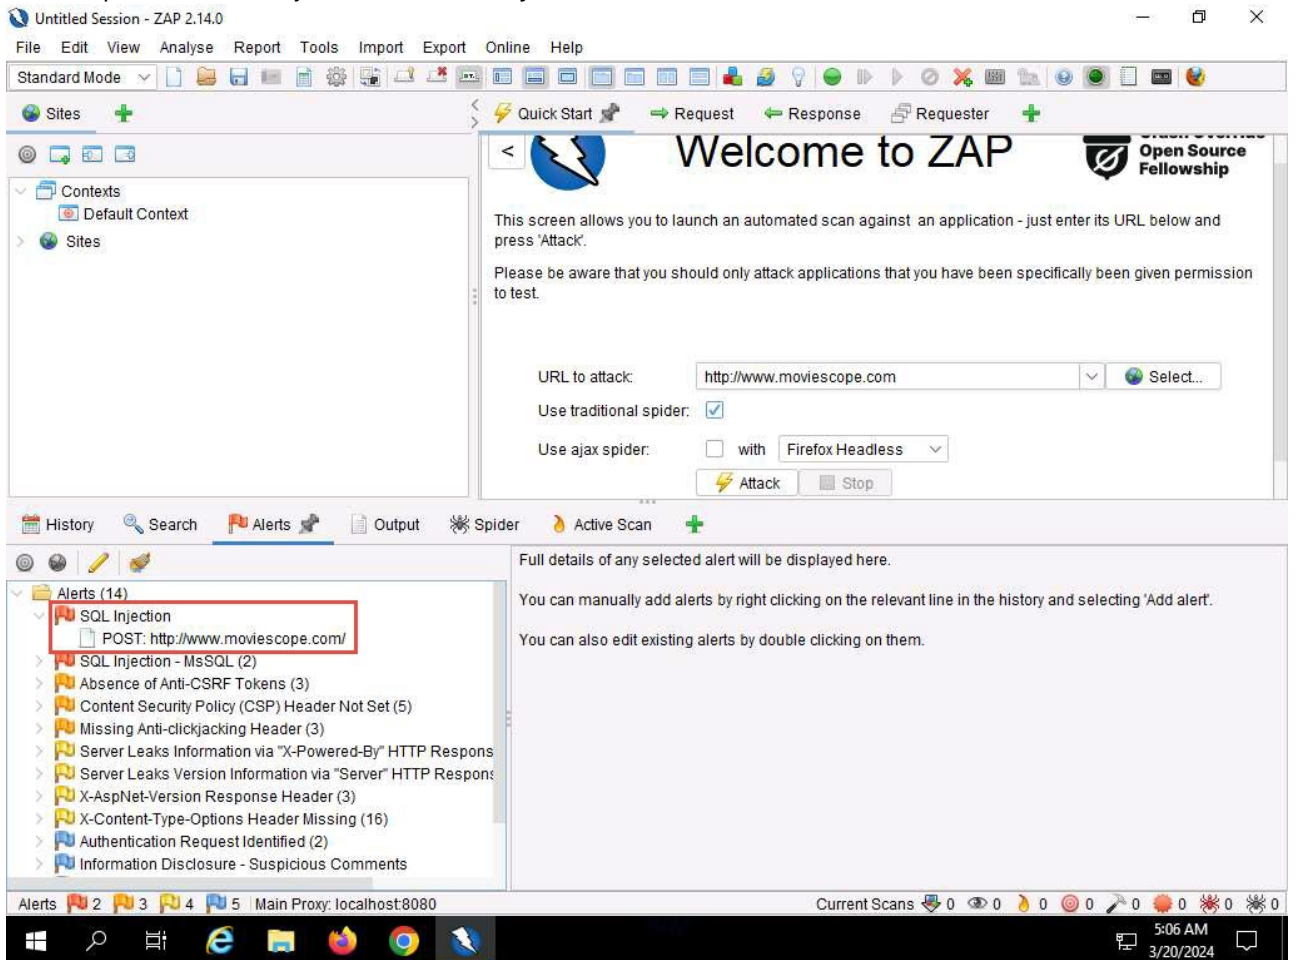 Untitled Session - ZAP 2.14.0
File Edit View Analyse Report Tools Import Export Online Help
Standard Mode
Sites
Quick Start Request Response Requester
<
Welcome to ZAP
Open Source
Fellowship
Contexts
Default Context
Sites
This screen allows you to launch an automated scan against an application - just enter its URL below and
press 'Attack'.
Please be aware that you should only attack applications that you have been specifically been given permission
to test.
URL to attack: http://www.moviescope.com Select...
Use traditional spider:
Use ajax spider: with Firefox Headless
Attack Stop
History Search Alerts Output Spider Active Scan
Alerts (14)
SQL Injection
POST: http://www.moviescope.com/
SQL Injection - MsSQL (2)
Absence of Anti-CSRF Tokens (3)
Content Security Policy (CSP) Header Not Set (5)
Missing Anti-clickjacking Header (3)
Server Leaks Information via "X-Powered-By" HTTP Respons
Server Leaks Version Information via "Server" HTTP Respons
X-AspNet-Version Response Header (3)
X-Content-Type-Options Header Missing (16)
Authentication Request Identified (2)
Information Disclosure - Suspicious Comments
Full details of any selected alert will be displayed here.
You can manually add alerts by right clicking on the relevant line in the history and selecting 'Add alert'.
You can also edit existing alerts by double clicking on them.
Alerts 2 3 4 5 Main Proxy: localhost:8080 Current Scans 0 0 0 0 0 0 0 0
5:06 AM
3/20/2024